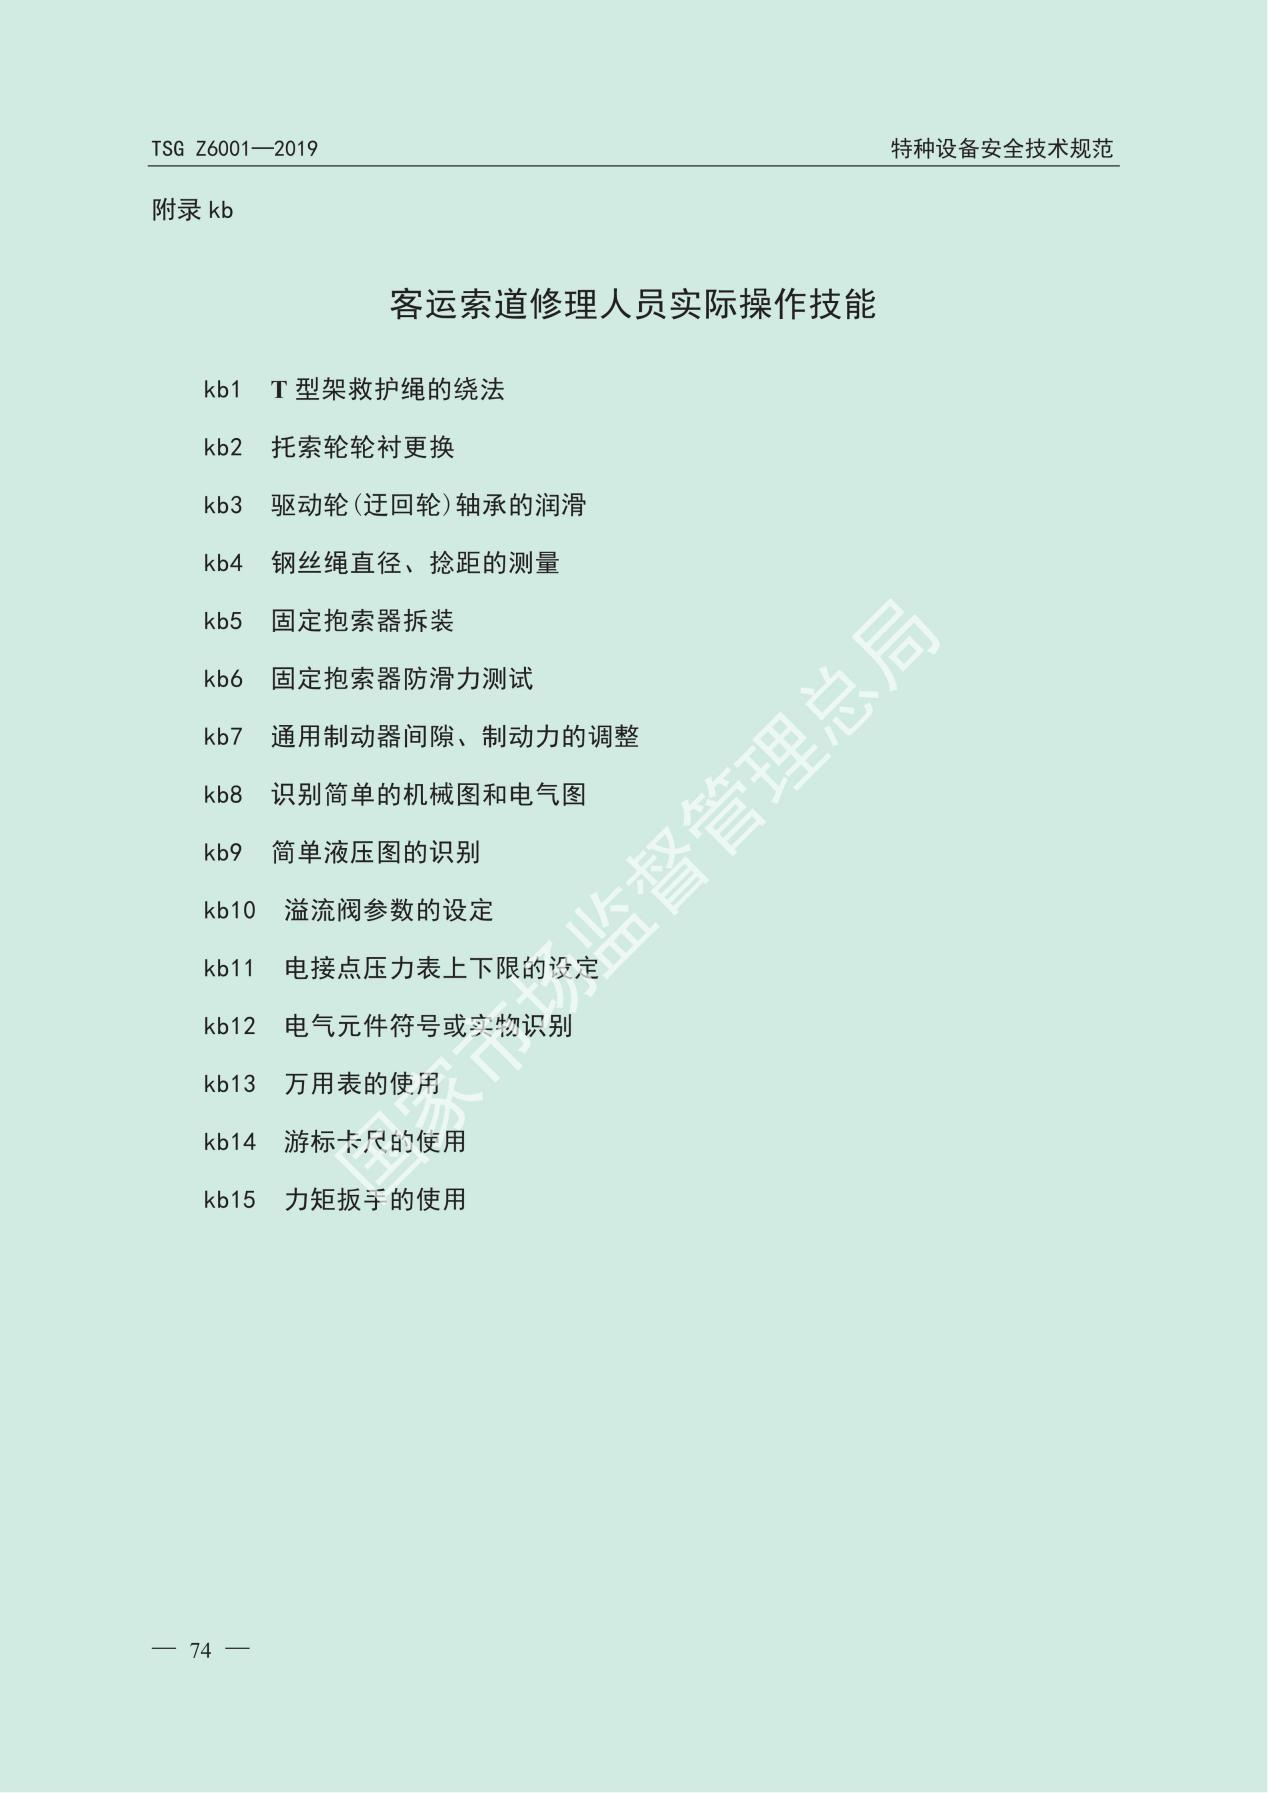 TSG Z6001—2019 特种设备安全技术规范
附录 kb
客运索道修理人员实际操作技能
kb1 T 型架救护绳的绕法
kb2 托索轮轮衬更换
kb3 驱动轮(迂回轮)轴承的润滑
kb4 钢丝绳直径、捻距的测量
kb5 固定抱索器拆装
kb6 固定抱索器防滑力测试
kb7 通用制动器间隙、制动力的调整
kb8 识别简单的机械图和电气图
kb9 简单液压图的识别
kb10 溢流阀参数的设定
kb11 电接点压力表上下限的设定
kb12 电气元件符号或实物识别
kb13 万用表的使用
kb14 游标卡尺的使用
kb15 力矩扳手的使用
国家市场监督管理总局
— 74 —